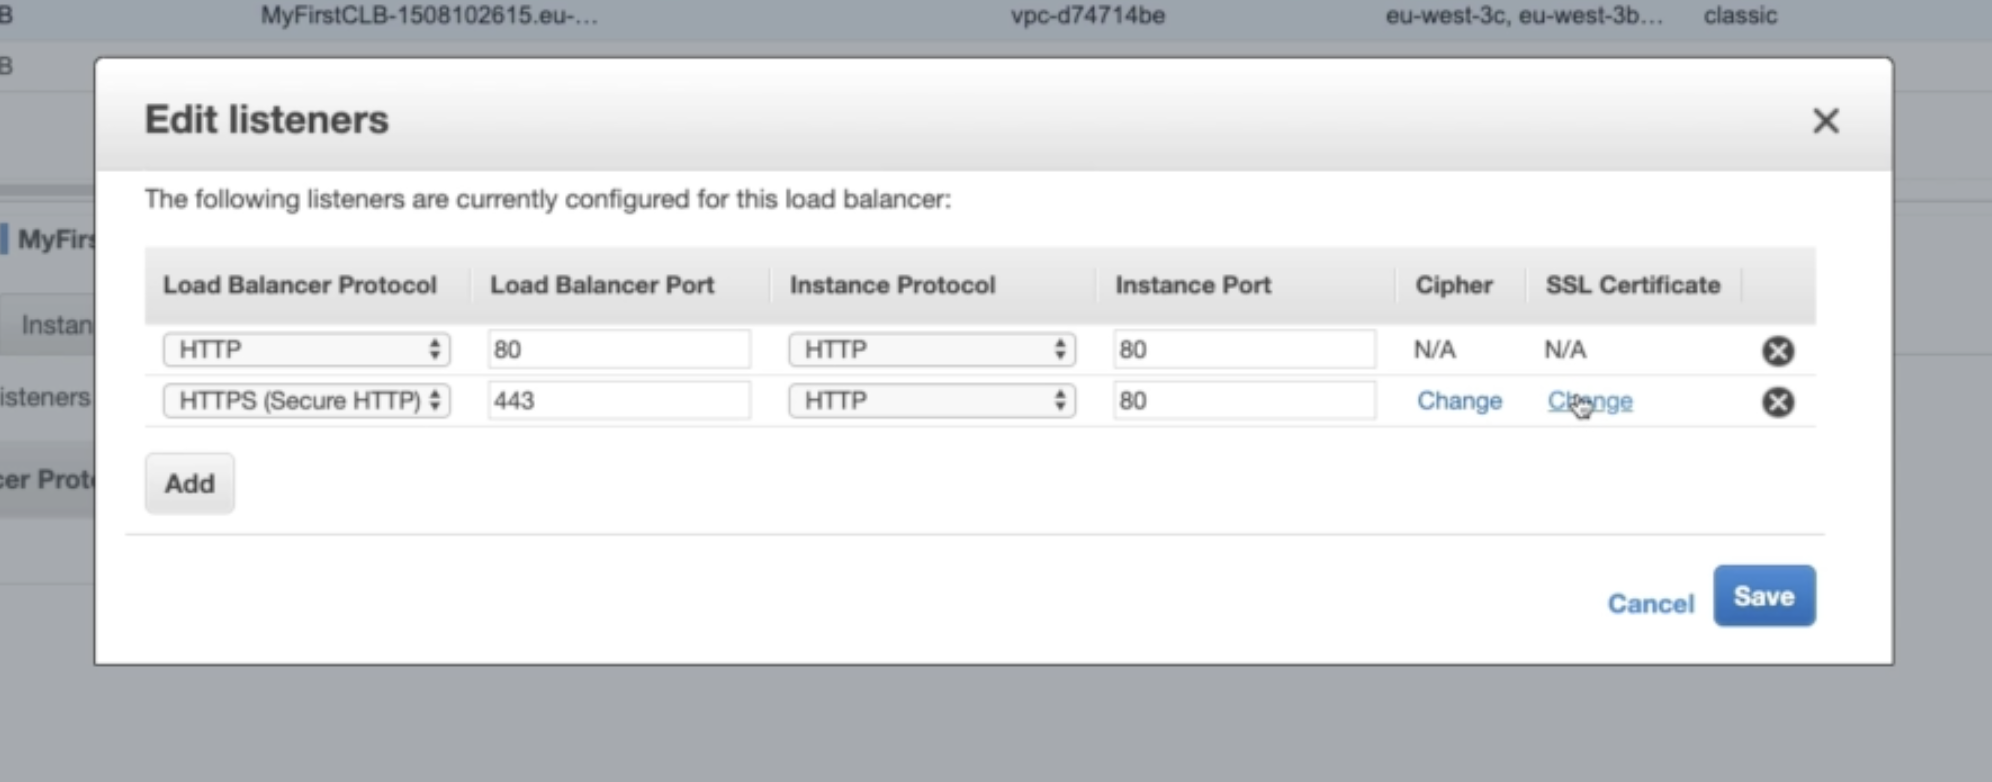 B MyFirstCLB-1508102615.eu-... vpc-d74714be eu-west-3c, eu-west-3b... classic
B
Edit listeners
The following listeners are currently configured for this load balancer:
MyFirs
Load Balancer Protocol Load Balancer Port Instance Protocol Instance Port Cipher SSL Certificate
Instan
HTTP 80 HTTP 80 N/A N/A
isteners
HTTPS (Secure HTTP) 443 HTTP 80 Change Change
cer Proto
Add
Cancel Save